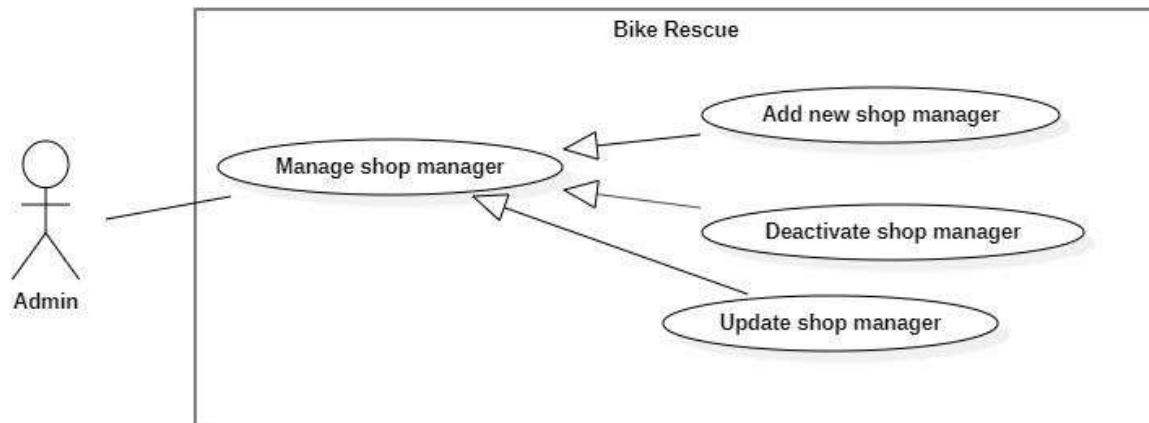 Bike Rescue
Add new shop manager
Manage shop manager
Deactivate shop manager
Admin
Update shop manager